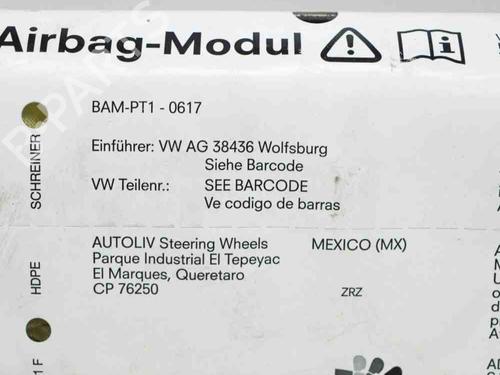 Airbag-Modul
BAM-PT1 - 0617
Einführer: VW AG 38436 Wolfsburg
Siehe Barcode
VW Teilenr.: SEE BARCODE
Ve codigo de barras
SCHREINER
AUTOLIV Steering Wheels MEXICO (MX)
Parque Industrial El Tepeyac
El Marques, Queretaro
CP 76250 ZRZ
HDPE